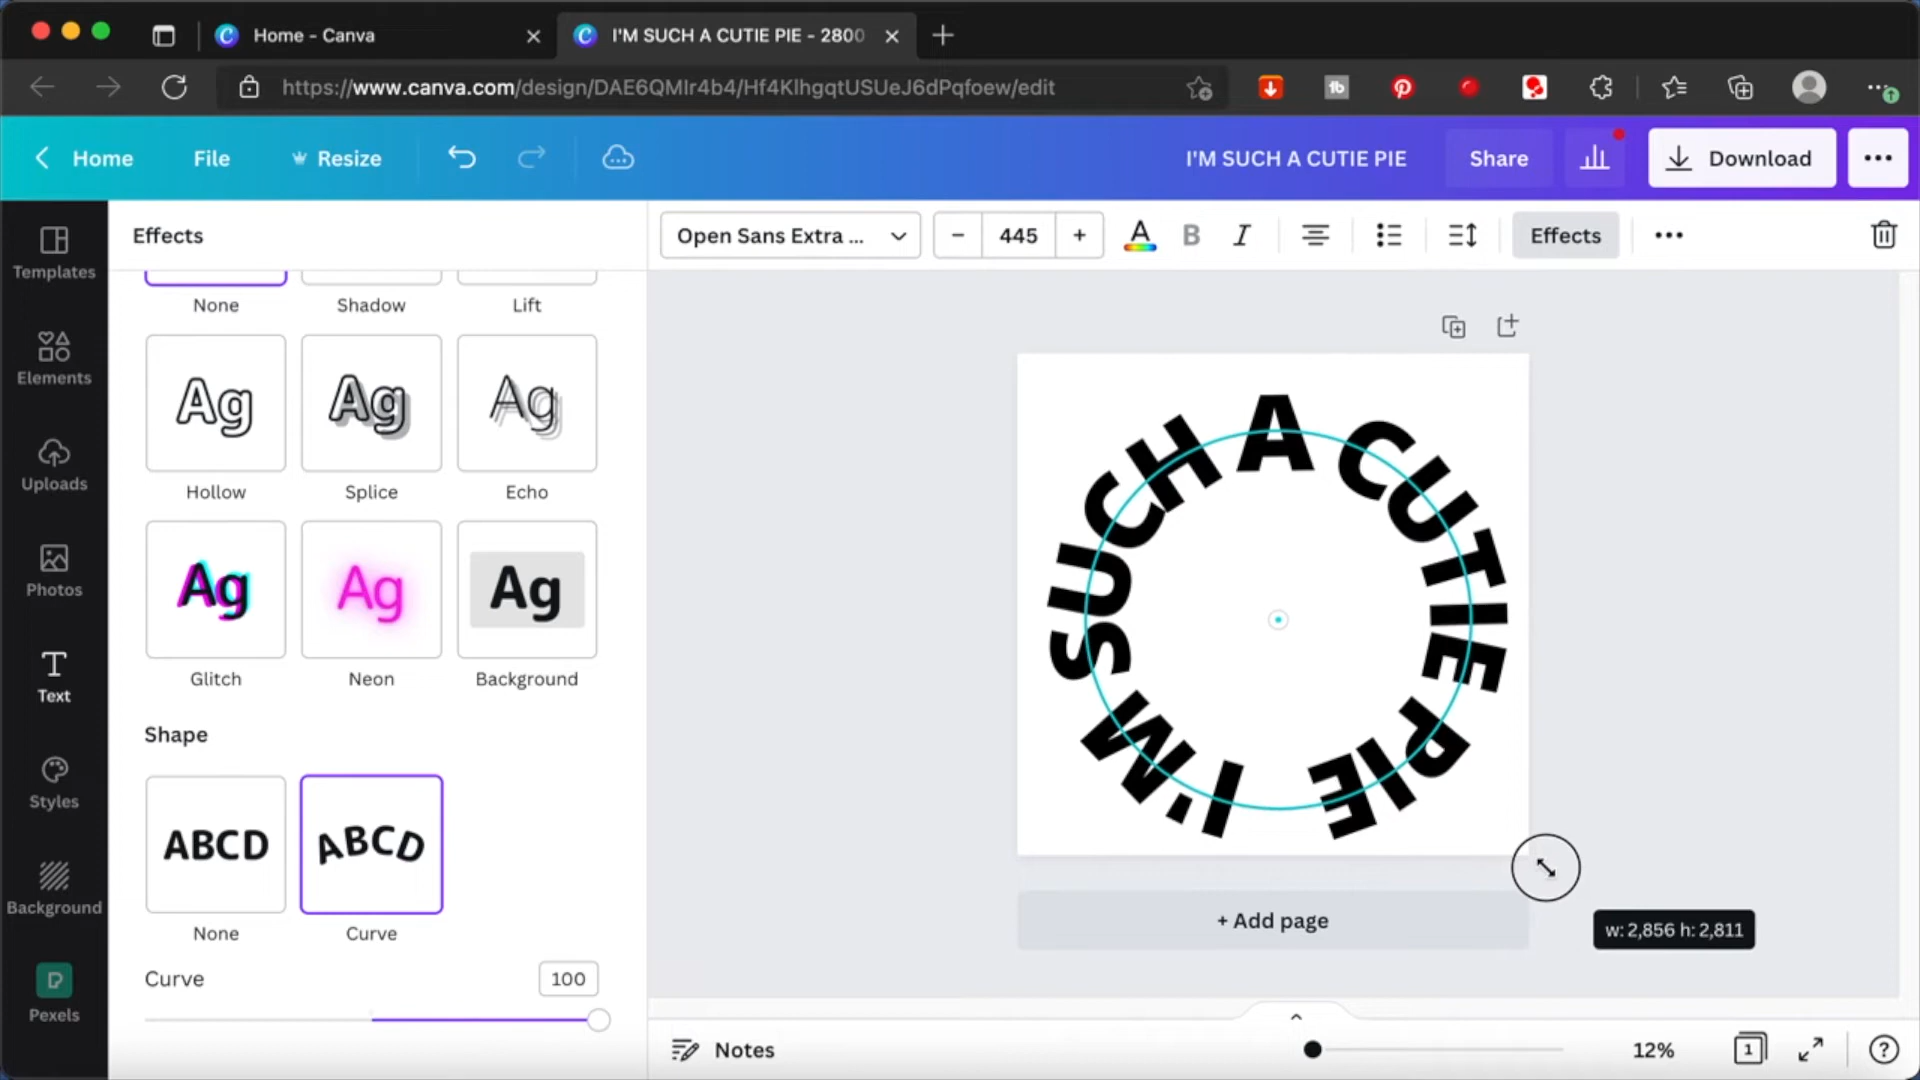 Home - Canva
I'M SUCH A CUTIE PIE - 2800
https://www.canva.com/design/DAE6QMIr4b4/Hf4KlhgqtUSUeJ6dPqfoew/edit
Home
File
Resize
I'M SUCH A CUTIE PIE
Share
Download
Templates
Elements
Uploads
Photos
Text
Styles
Background
Pexels
Effects
None
Shadow
Lift
Ag
Ag
Ag
Hollow
Splice
Echo
Ag
Ag
Ag
Glitch
Neon
Background
Shape
ABCD
ABCD
None
Curve
Curve
100
Open Sans Extra ...
445
A
B
I
Effects
I'M SUCH A CUTIE PIE
+ Add page
w: 2,856 h: 2,811
Notes
12%
1
?